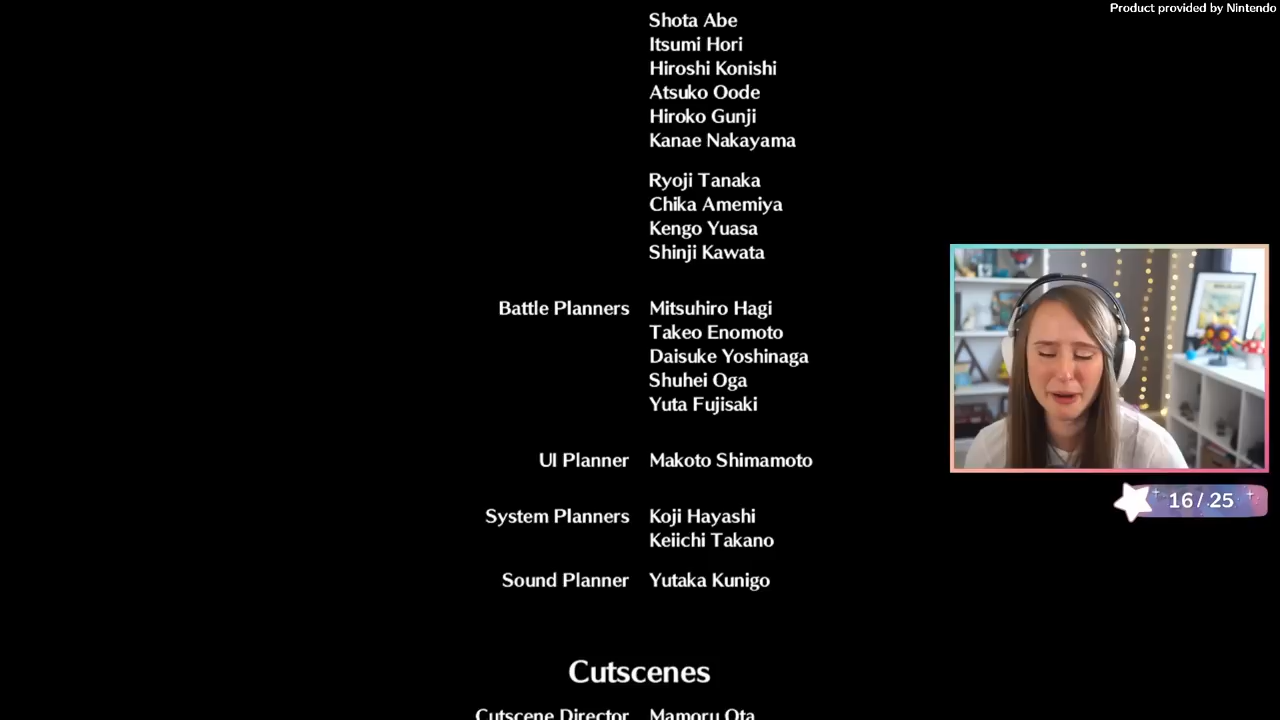 Product provided by Nintendo
Shota Abe
Itsumi Hori
Hiroshi Konishi
Atsuko Oode
Hiroko Gunji
Kanae Nakayama
Ryoji Tanaka
Chika Amemiya
Kengo Yuasa
Shinji Kawata
Battle Planners Mitsuhiro Hagi
Takeo Enomoto
Daisuke Yoshinaga
Shuhei Oga
Yuta Fujisaki
UI Planner Makoto Shimamoto
System Planners Koji Hayashi
Keiichi Takano
Sound Planner Yutaka Kunigo
16/25
Cutscenes
Cutscene Director Mamoru Ota